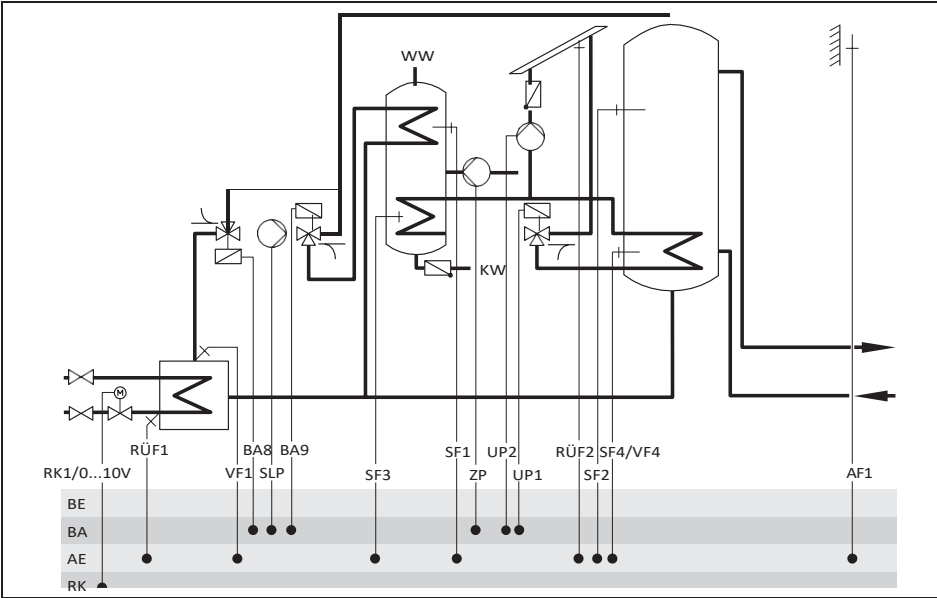 WW
KW
M
RÜF1 BA8 BA9 SF1 UP2 RÜF2 SF4/VF4
RK1/0...10V VF1 SLP SF3 ZP UP1 SF2 AF1
BE
BA
AE
RK